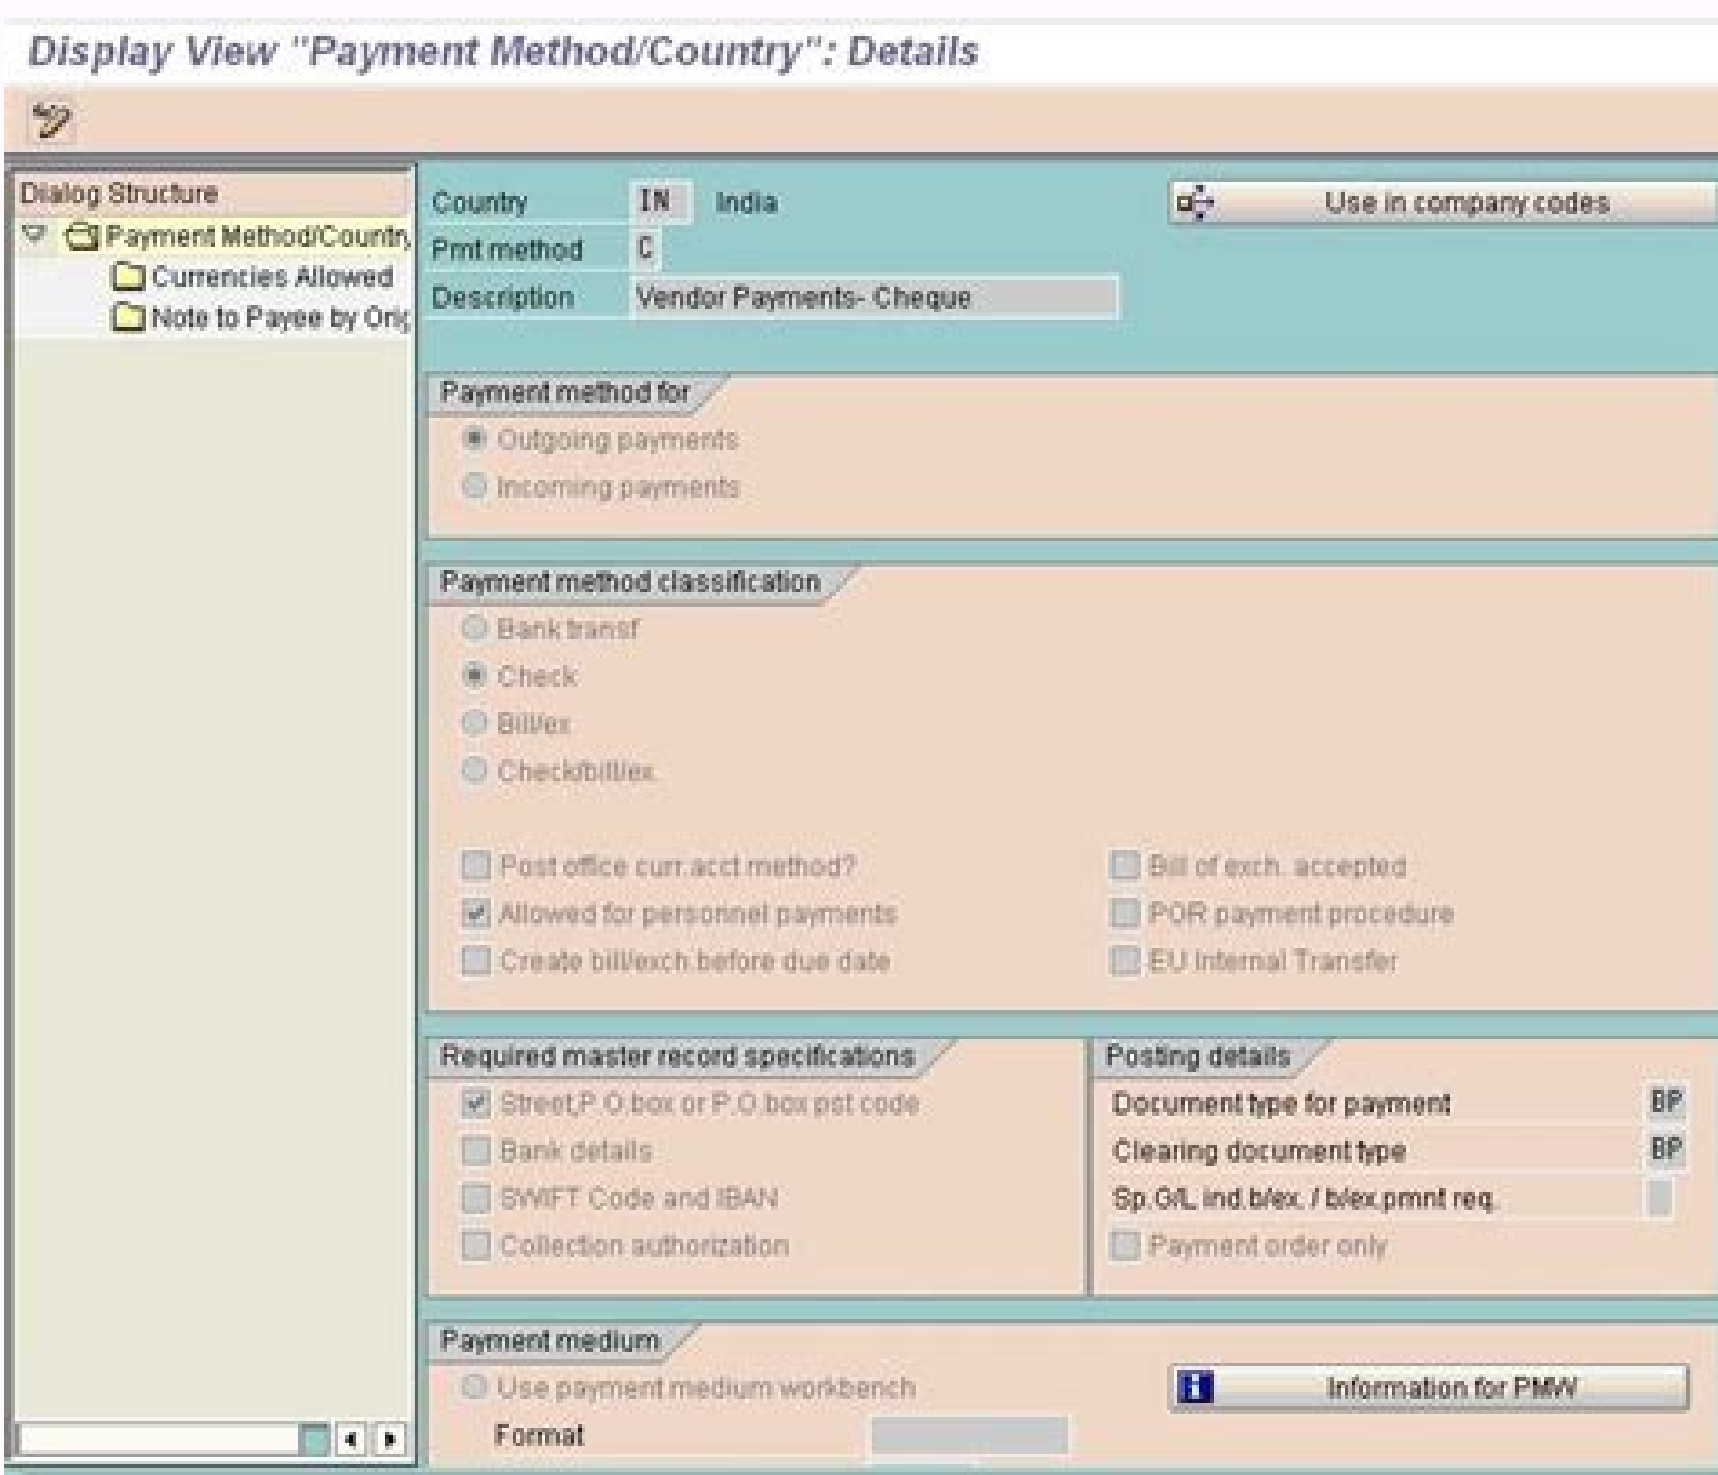 Display View "Payment Method/Country": Details
Dialog Structure
Payment Method/Country
Currencies Allowed
Note to Payee by Orig
Country IN India
Use in company codes
Pmt method C
Description Vendor Payments- Cheque
Payment method for
Outgoing payments
Incoming payments
Payment method classification
Bank transf
Check
Bill/ex
Check/bill/ex.
Post office curr.acct method?
Bill of exch. accepted
Allowed for personnel payments
POR payment procedure
Create bill/exch.before due date
EU Internal Transfer
Required master record specifications
Street,P.O.box or P.O.box pst code
Bank details
SWIFT Code and IBAN
Collection authorization
Posting details
Document type for payment BP
Clearing document type BP
Sp.G/L ind.b/ex. / b/ex.pmnt req.
Payment order only
Payment medium
Use payment medium workbench
Information for PMW
Format